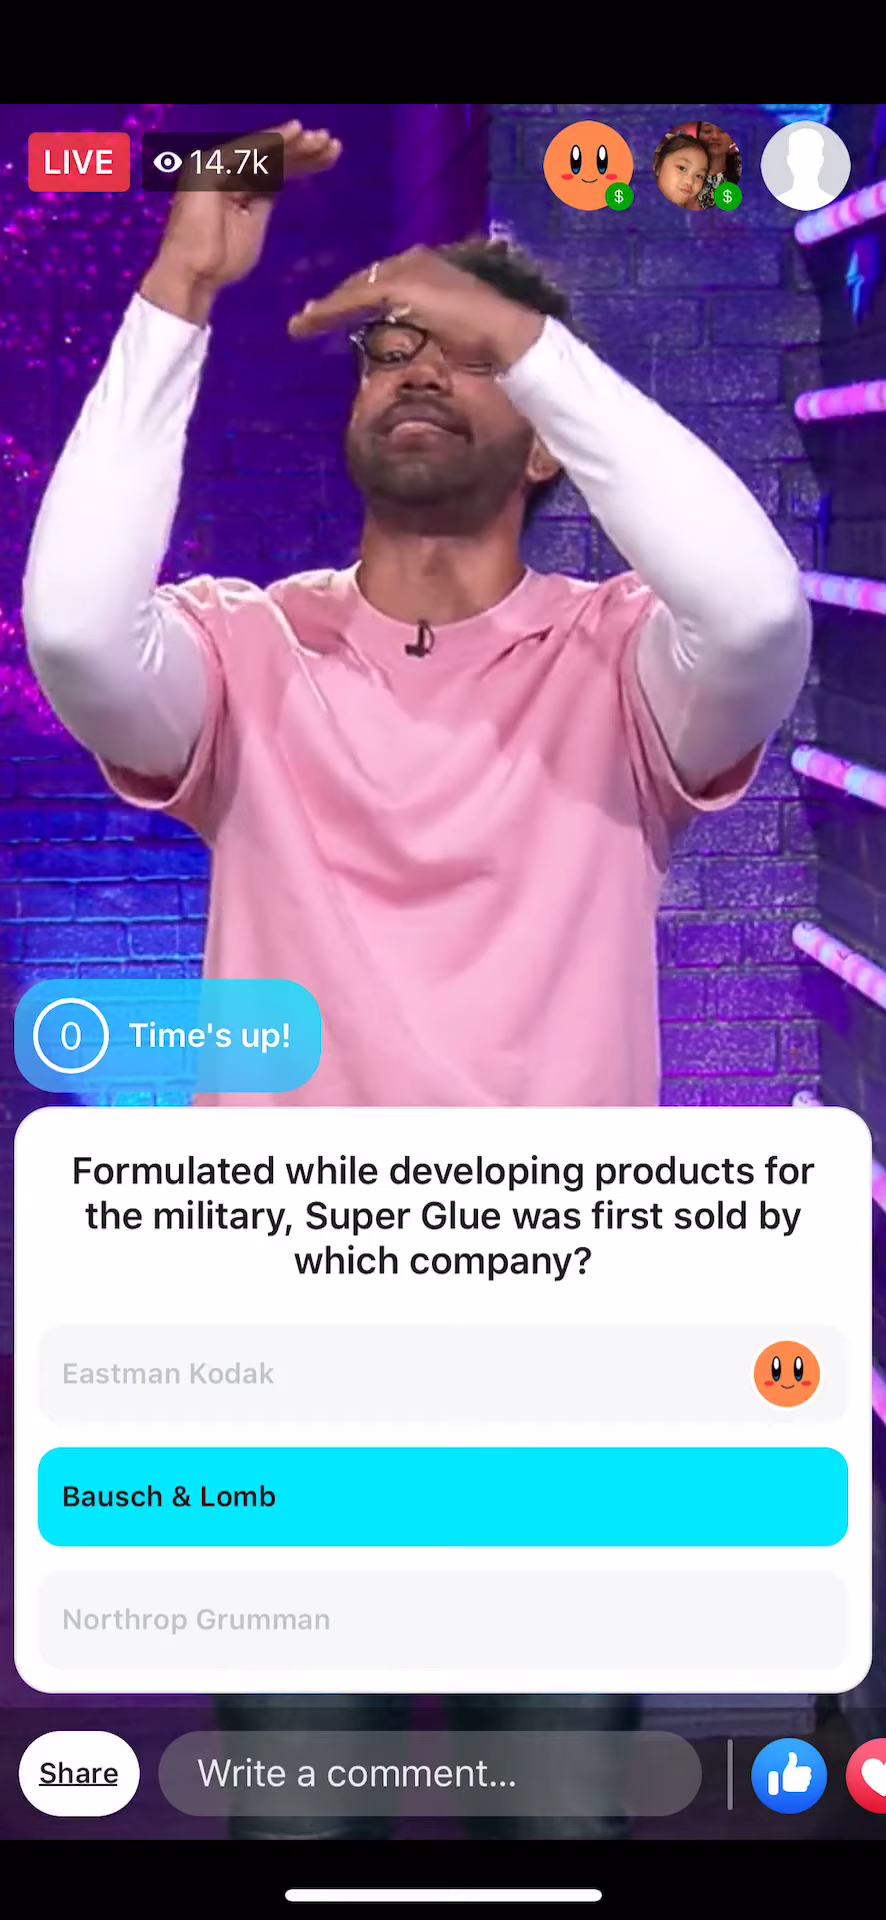 LIVE 14.7k
$ $
0 Time's up!
Formulated while developing products for
the military, Super Glue was first sold by
which company?
Eastman Kodak
Bausch & Lomb
Northrop Grumman
Share Write a comment...